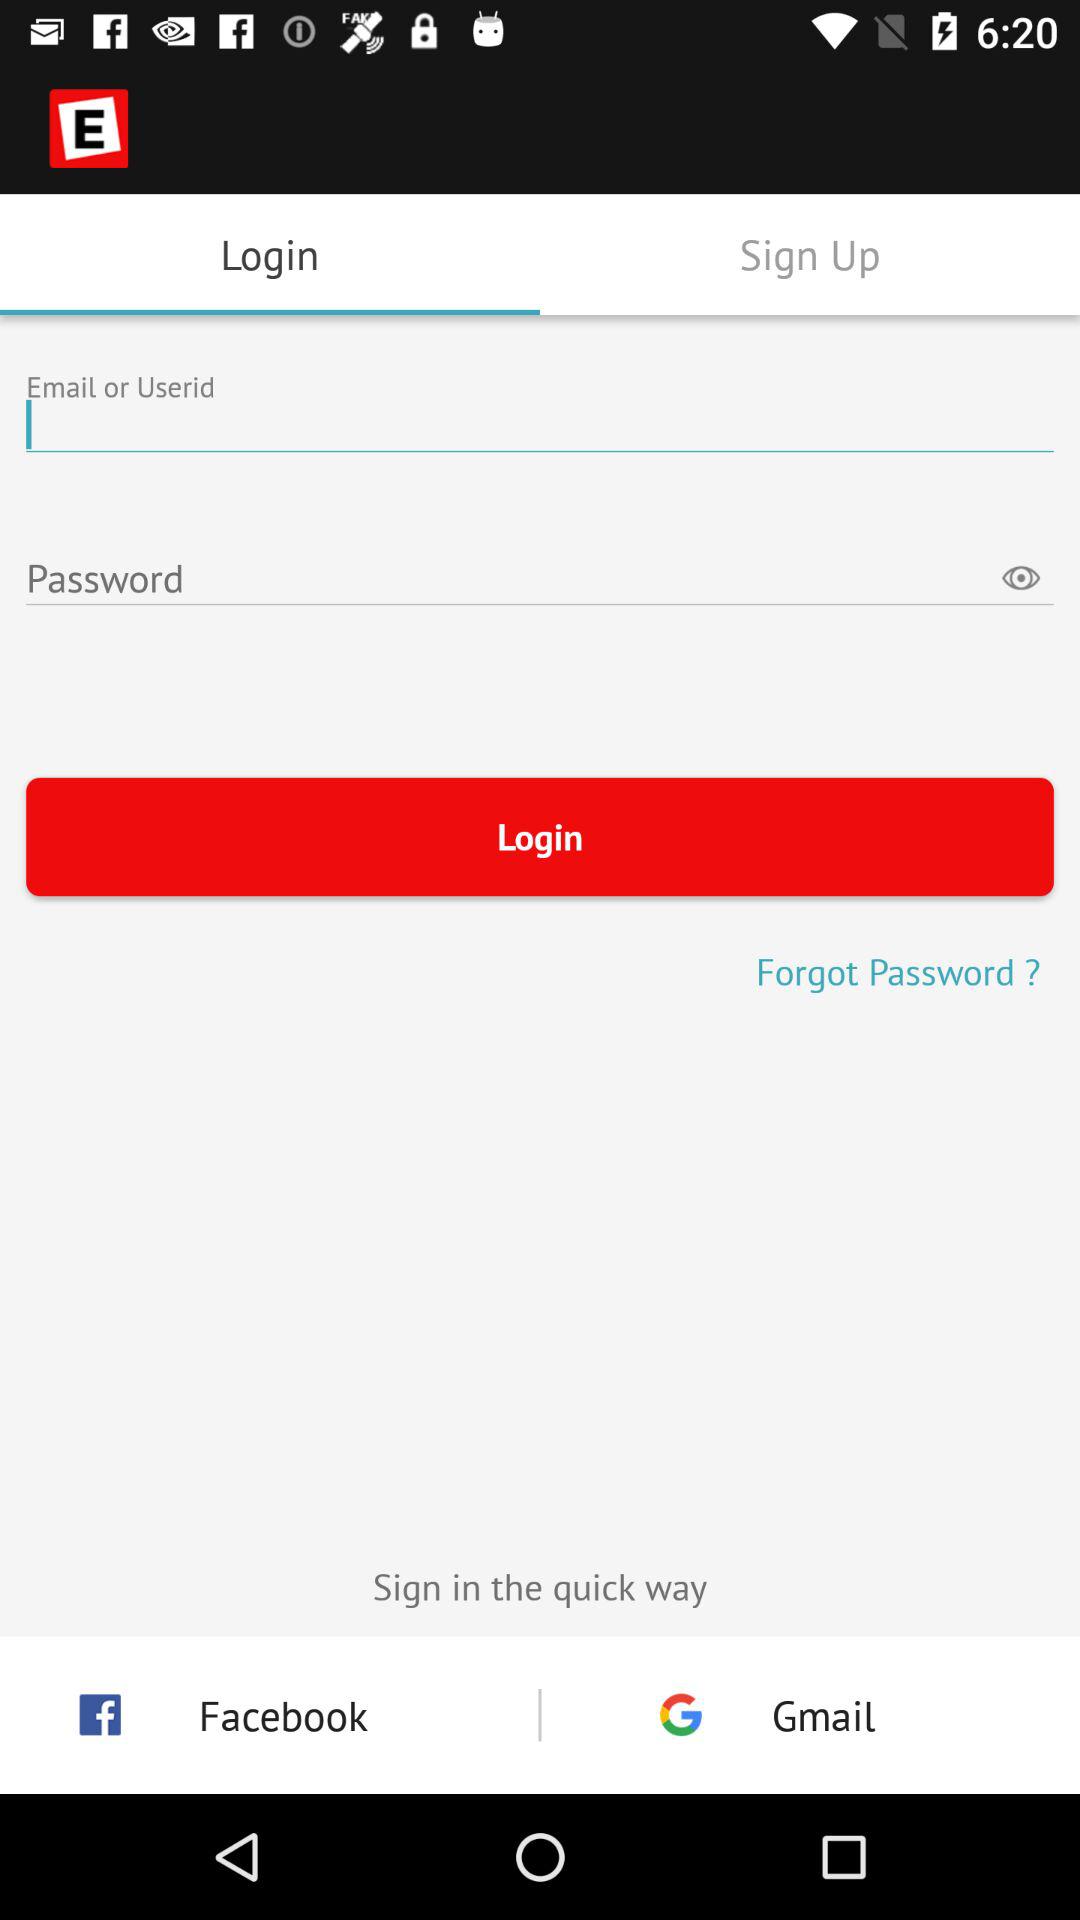 FAKE
6:20
E
Login
Sign Up
Email or Userid
Password
Login
Forgot Password ?
Sign in the quick way
Facebook
Gmail